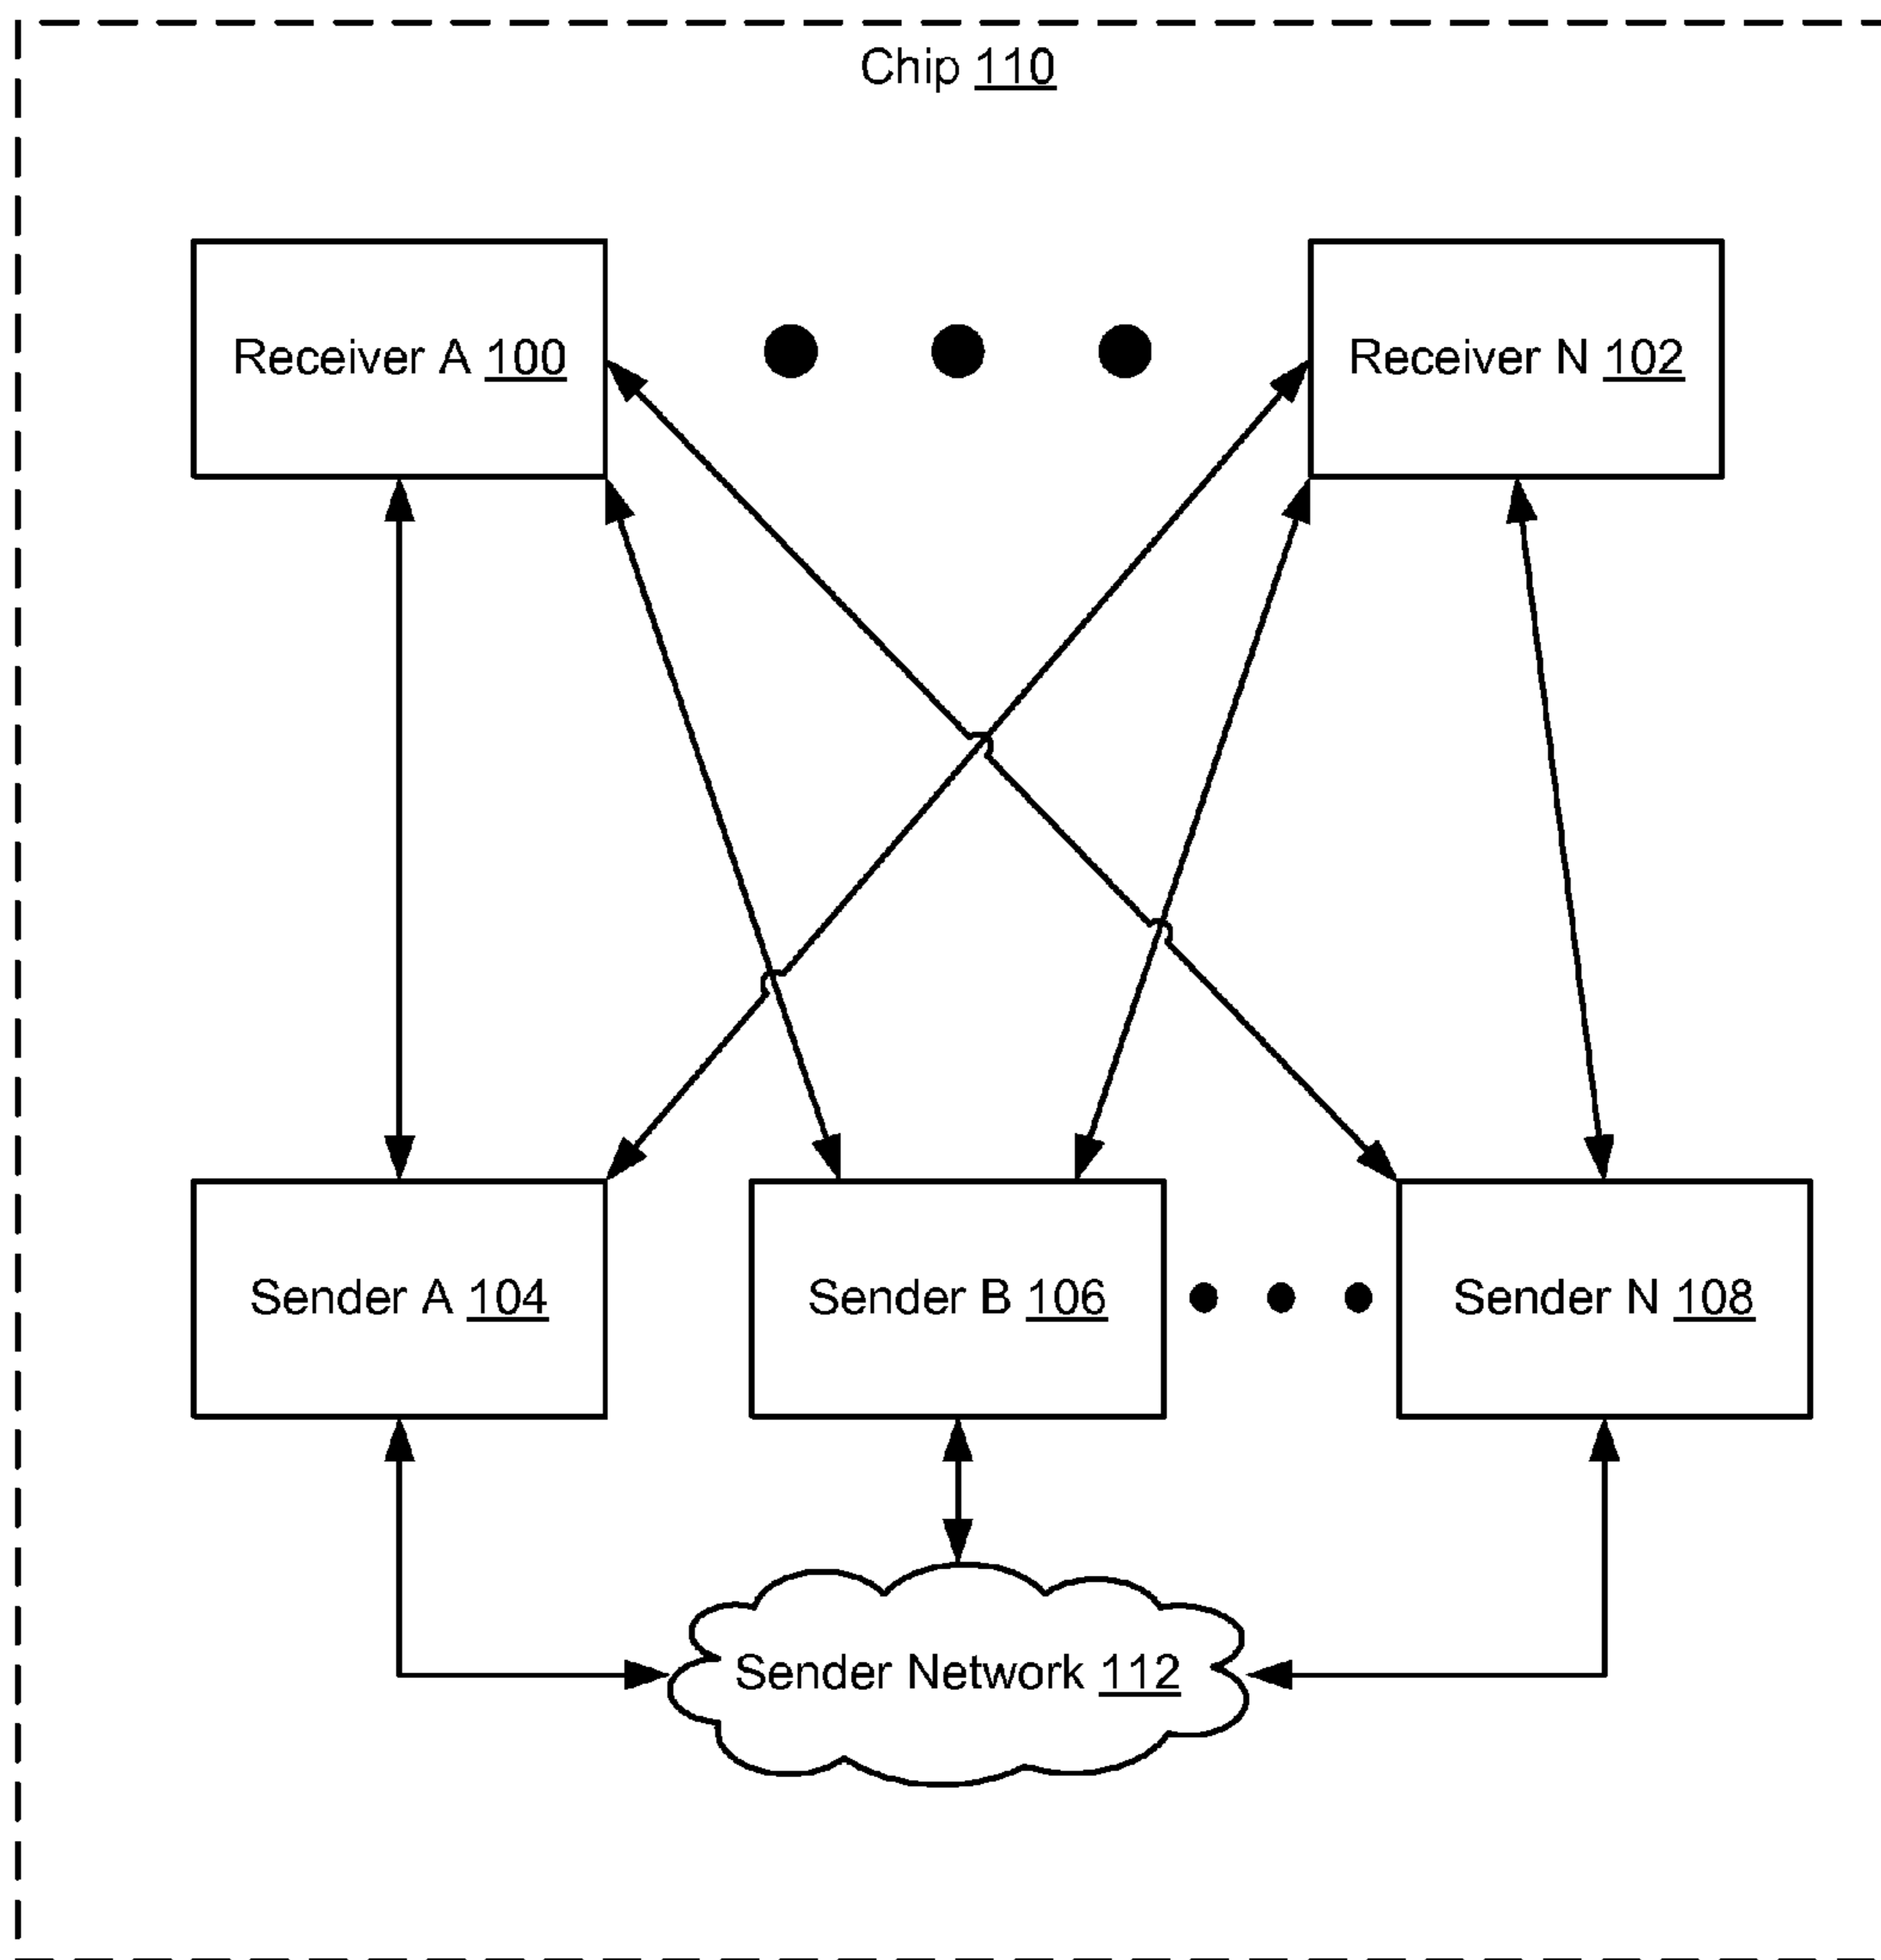 Chip 110
Receiver A 100
Receiver N 102
Sender A 104
Sender B 106
Sender N 108
Sender Network 112